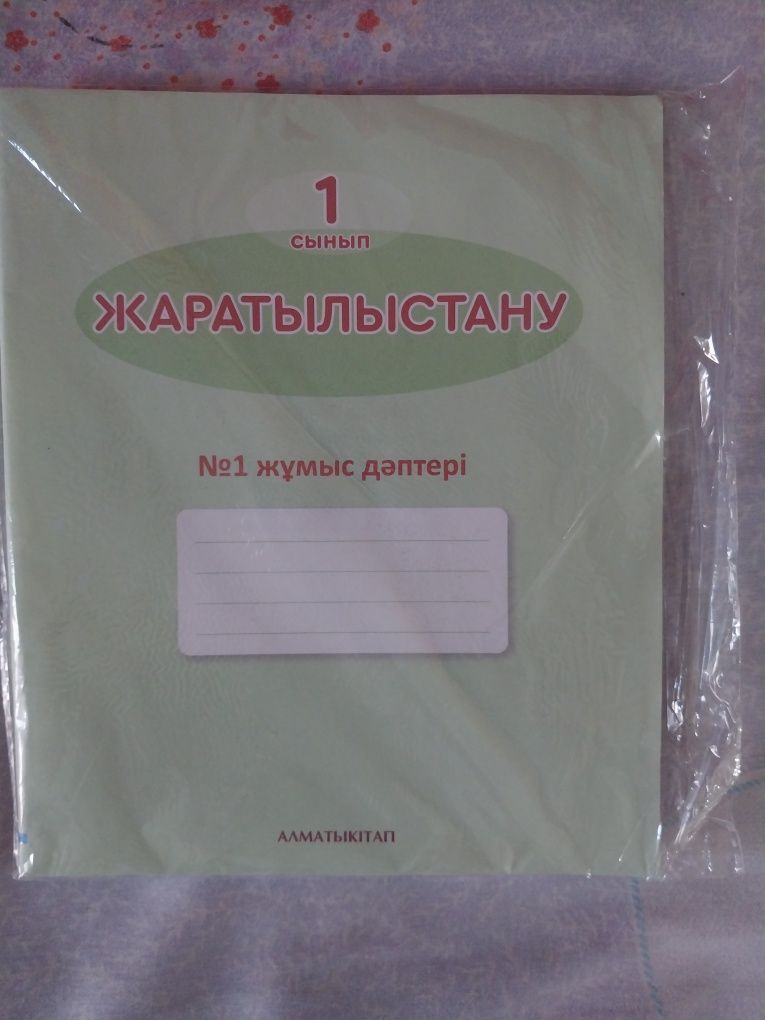 1
СЫНЫП
ЖАРАТЫЛЫСТАНУ
№1 жұмыс дәптері
АЛМАТЫКІТАП